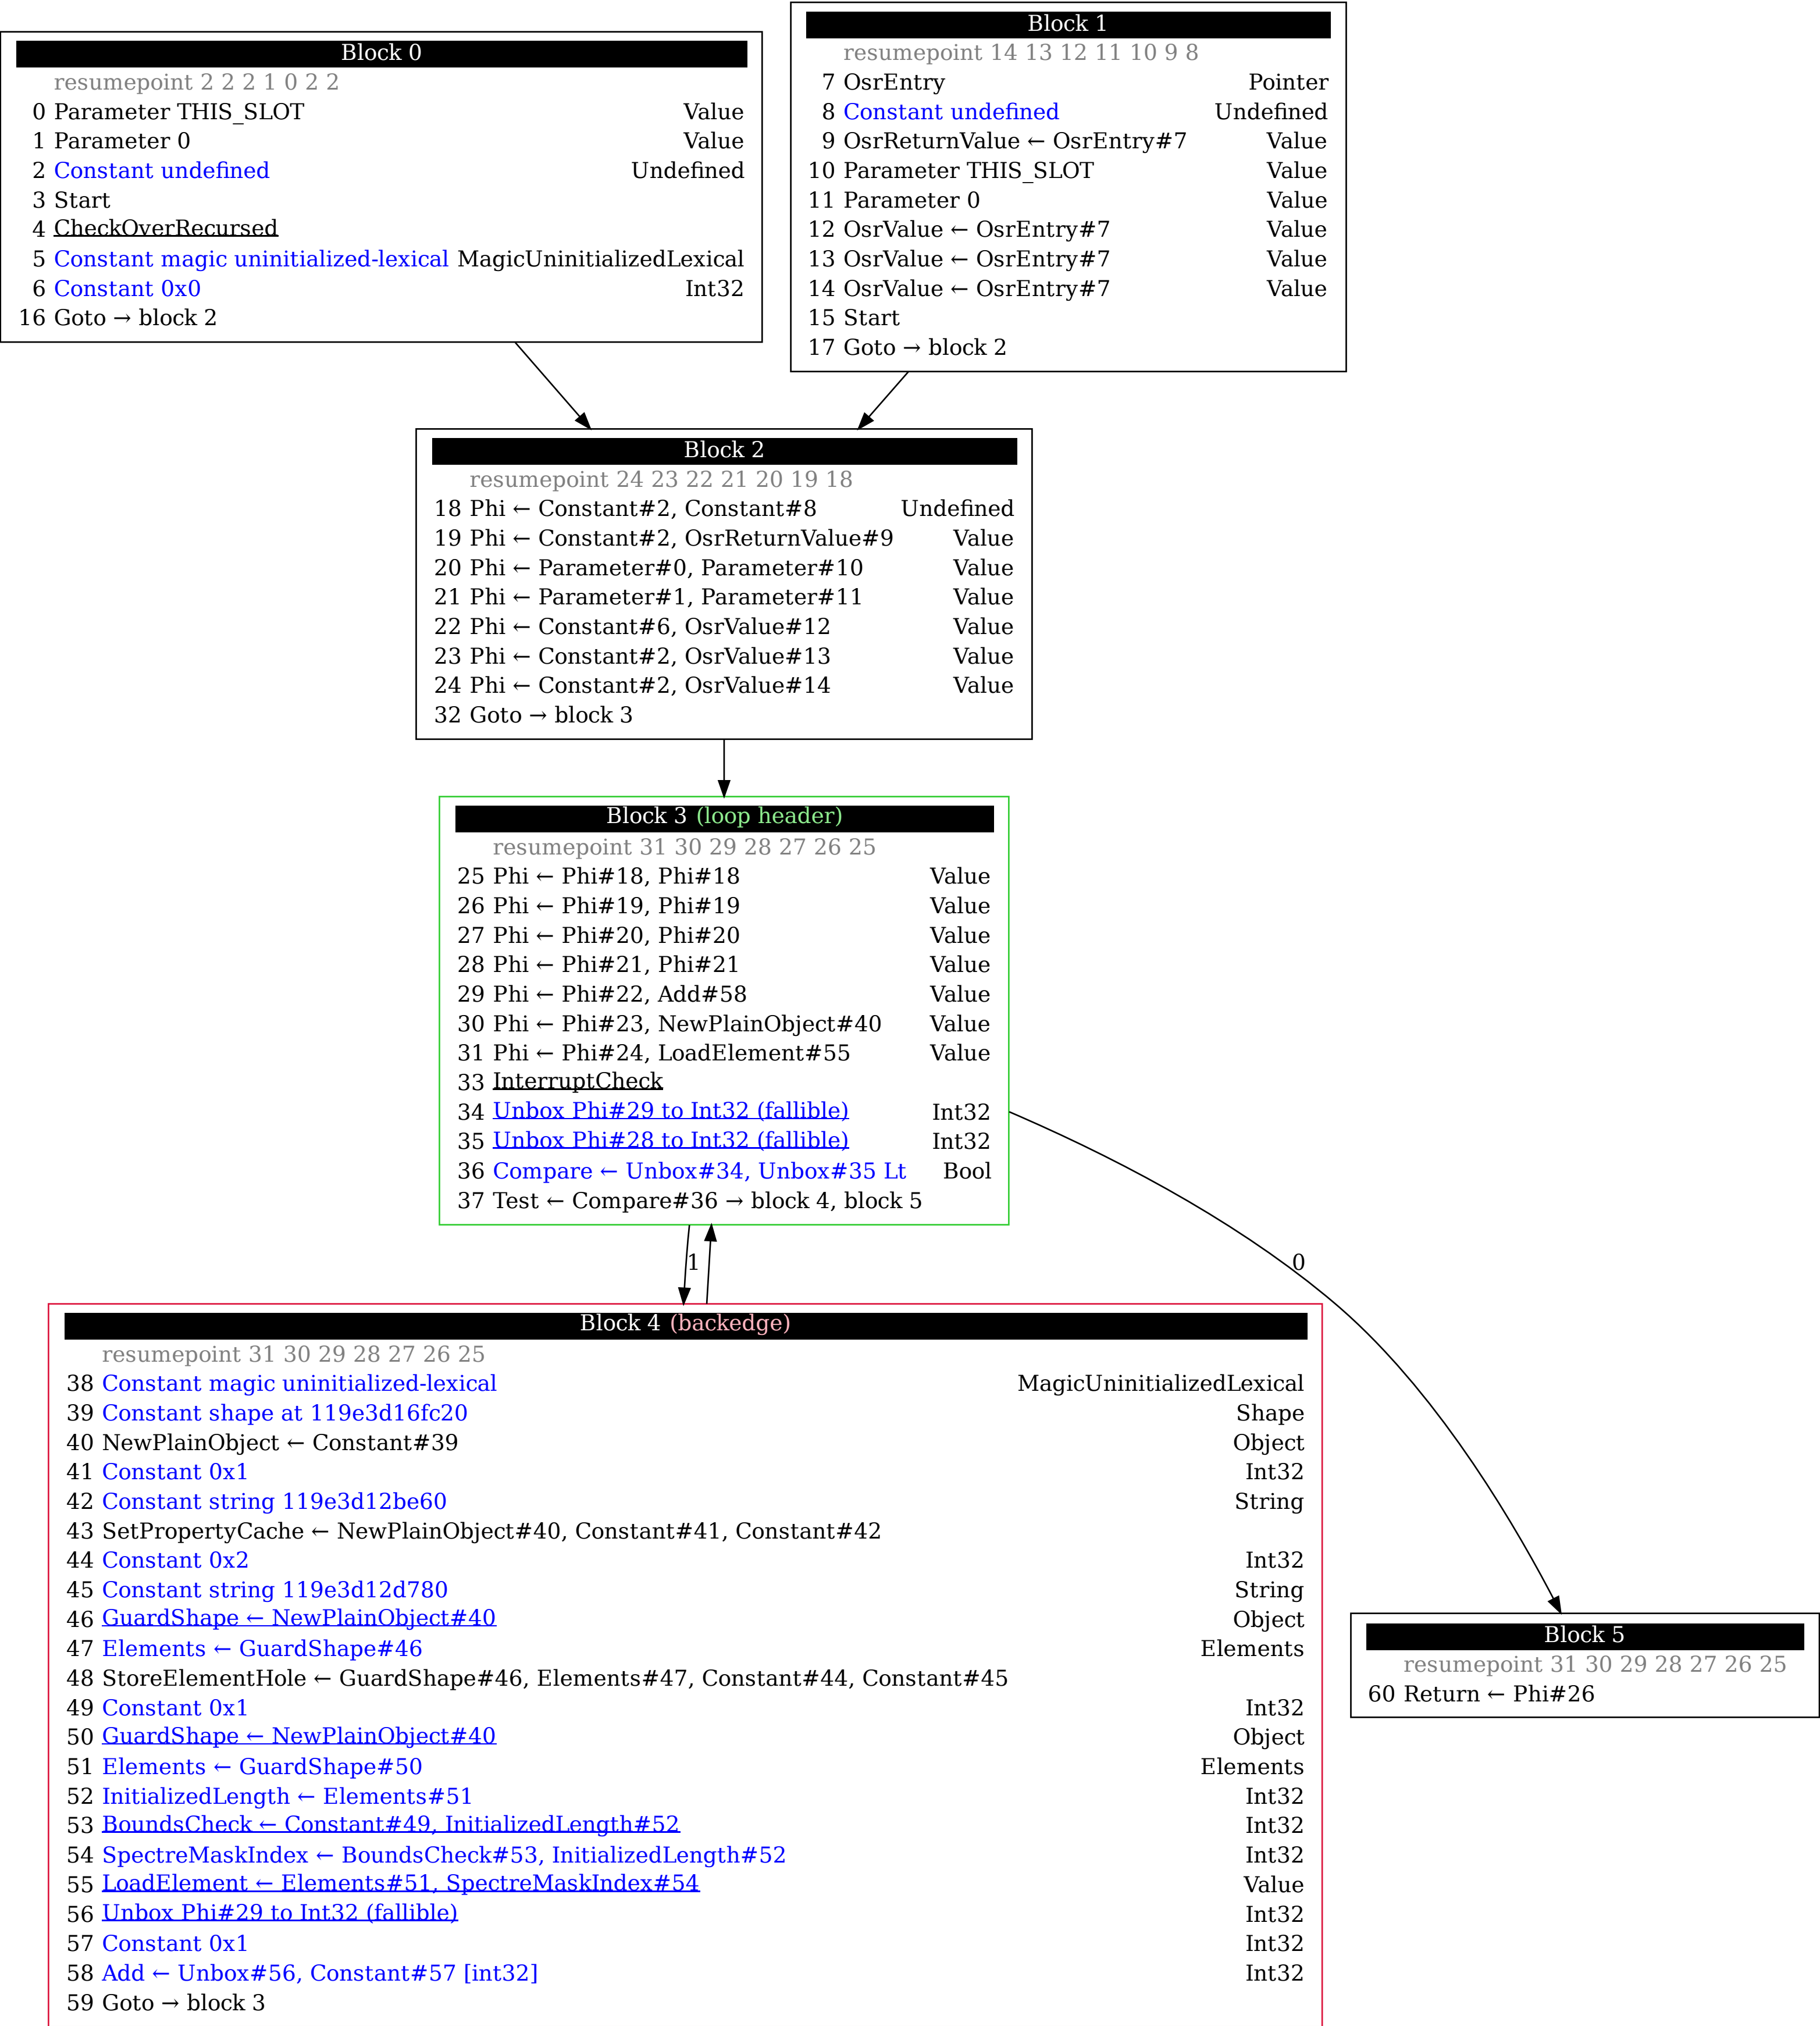 Block 0
resumepoint 2 2 2 1 0 2 2
0 Parameter THIS_SLOT Value
1 Parameter 0 Value
2 Constant undefined Undefined
3 Start
4 CheckOverRecursed
5 Constant magic uninitialized-lexical MagicUninitializedLexical
6 Constant 0x0 Int32
16 Goto → block 2
Block 1
resumepoint 14 13 12 11 10 9 8
7 OsrEntry Pointer
8 Constant undefined Undefined
9 OsrReturnValue ← OsrEntry#7 Value
10 Parameter THIS_SLOT Value
11 Parameter 0 Value
12 OsrValue ← OsrEntry#7 Value
13 OsrValue ← OsrEntry#7 Value
14 OsrValue ← OsrEntry#7 Value
15 Start
17 Goto → block 2
Block 2
resumepoint 24 23 22 21 20 19 18
18 Phi ← Constant#2, Constant#8 Undefined
19 Phi ← Constant#2, OsrReturnValue#9 Value
20 Phi ← Parameter#0, Parameter#10 Value
21 Phi ← Parameter#1, Parameter#11 Value
22 Phi ← Constant#6, OsrValue#12 Value
23 Phi ← Constant#2, OsrValue#13 Value
24 Phi ← Constant#2, OsrValue#14 Value
32 Goto → block 3
Block 3 (loop header)
resumepoint 31 30 29 28 27 26 25
25 Phi ← Phi#18, Phi#18 Value
26 Phi ← Phi#19, Phi#19 Value
27 Phi ← Phi#20, Phi#20 Value
28 Phi ← Phi#21, Phi#21 Value
29 Phi ← Phi#22, Add#58 Value
30 Phi ← Phi#23, NewPlainObject#40 Value
31 Phi ← Phi#24, LoadElement#55 Value
33 InterruptCheck
34 Unbox Phi#29 to Int32 (fallible) Int32
35 Unbox Phi#28 to Int32 (fallible) Int32
36 Compare ← Unbox#34, Unbox#35 Lt Bool
37 Test ← Compare#36 → block 4, block 5
1
0
Block 4 (backedge)
resumepoint 31 30 29 28 27 26 25
38 Constant magic uninitialized-lexical MagicUninitializedLexical
39 Constant shape at 119e3d16fc20 Shape
40 NewPlainObject ← Constant#39 Object
41 Constant 0x1 Int32
42 Constant string 119e3d12be60 String
43 SetPropertyCache ← NewPlainObject#40, Constant#41, Constant#42
44 Constant 0x2 Int32
45 Constant string 119e3d12d780 String
46 GuardShape ← NewPlainObject#40 Object
47 Elements ← GuardShape#46 Elements
48 StoreElementHole ← GuardShape#46, Elements#47, Constant#44, Constant#45
49 Constant 0x1 Int32
50 GuardShape ← NewPlainObject#40 Object
51 Elements ← GuardShape#50 Elements
52 InitializedLength ← Elements#51 Int32
53 BoundsCheck ← Constant#49, InitializedLength#52 Int32
54 SpectreMaskIndex ← BoundsCheck#53, InitializedLength#52 Int32
55 LoadElement ← Elements#51, SpectreMaskIndex#54 Value
56 Unbox Phi#29 to Int32 (fallible) Int32
57 Constant 0x1 Int32
58 Add ← Unbox#56, Constant#57 [int32] Int32
59 Goto → block 3
Block 5
resumepoint 31 30 29 28 27 26 25
60 Return ← Phi#26